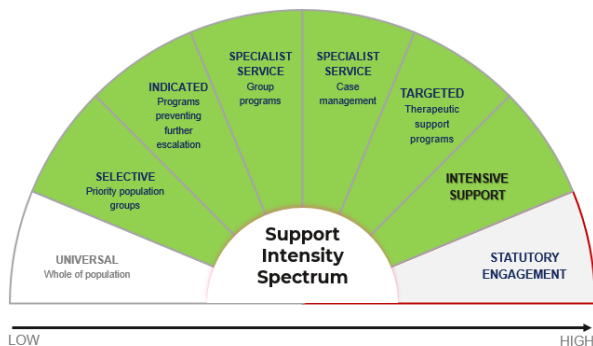 UNIVERSAL
Whole of population
SELECTIVE
Priority population
groups
INDICATED
Programs
preventing
further
escalation
SPECIALIST
SERVICE
Group
programs
SPECIALIST
SERVICE
Case
management
TARGETED
Therapeutic
support
programs
INTENSIVE
SUPPORT
STATUTORY
ENGAGEMENT
Support
Intensity
Spectrum
LOW
HIGH